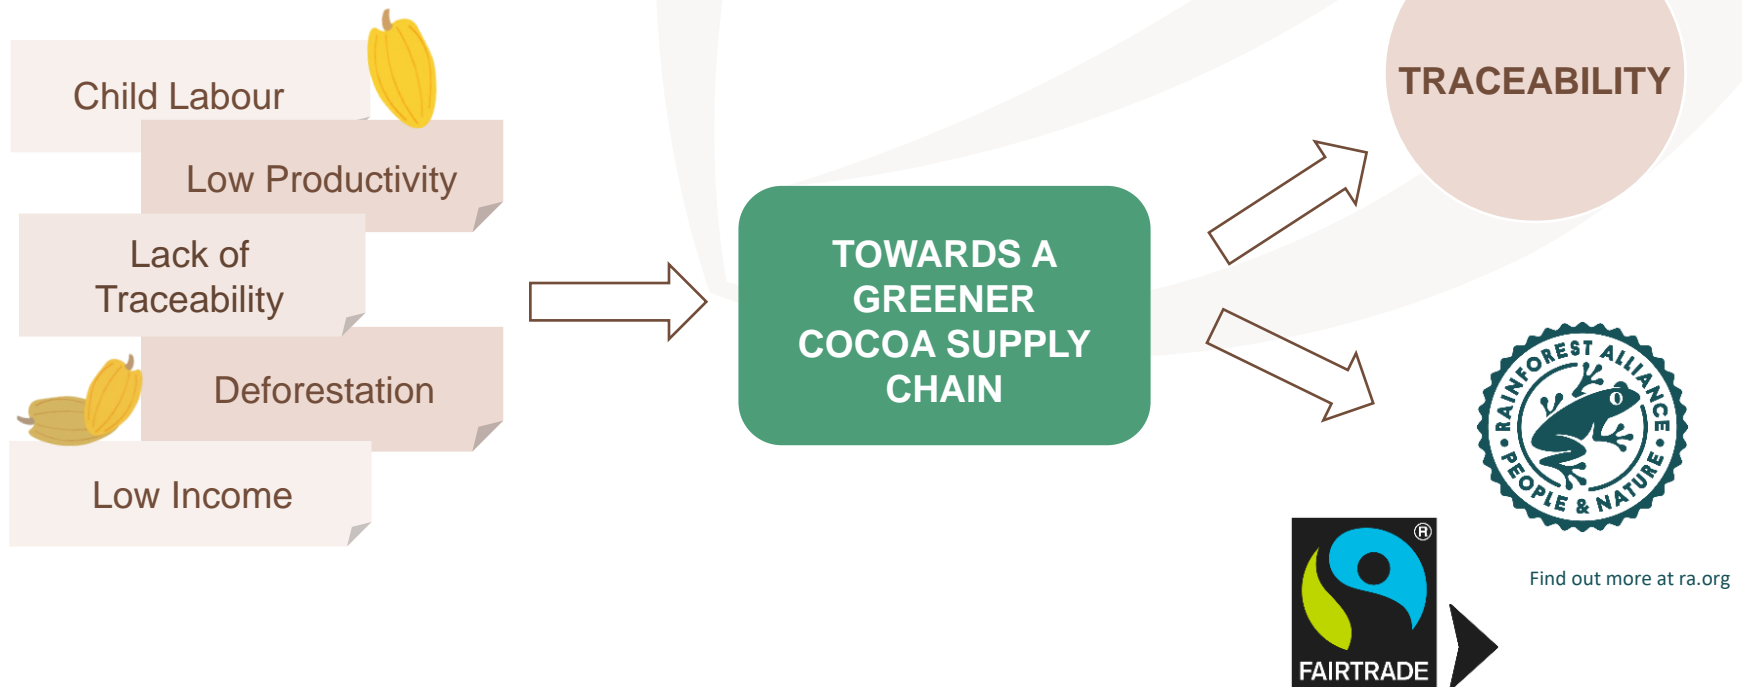 Child Labour
Low Productivity
Lack of
Traceability
Deforestation
Low Income
TOWARDS A
GREENER
COCOA SUPPLY
CHAIN
TRACEABILITY
RAINFOREST ALLIANCE
PEOPLE & NATURE
Find out more at ra.org
®
FAIRTRADE